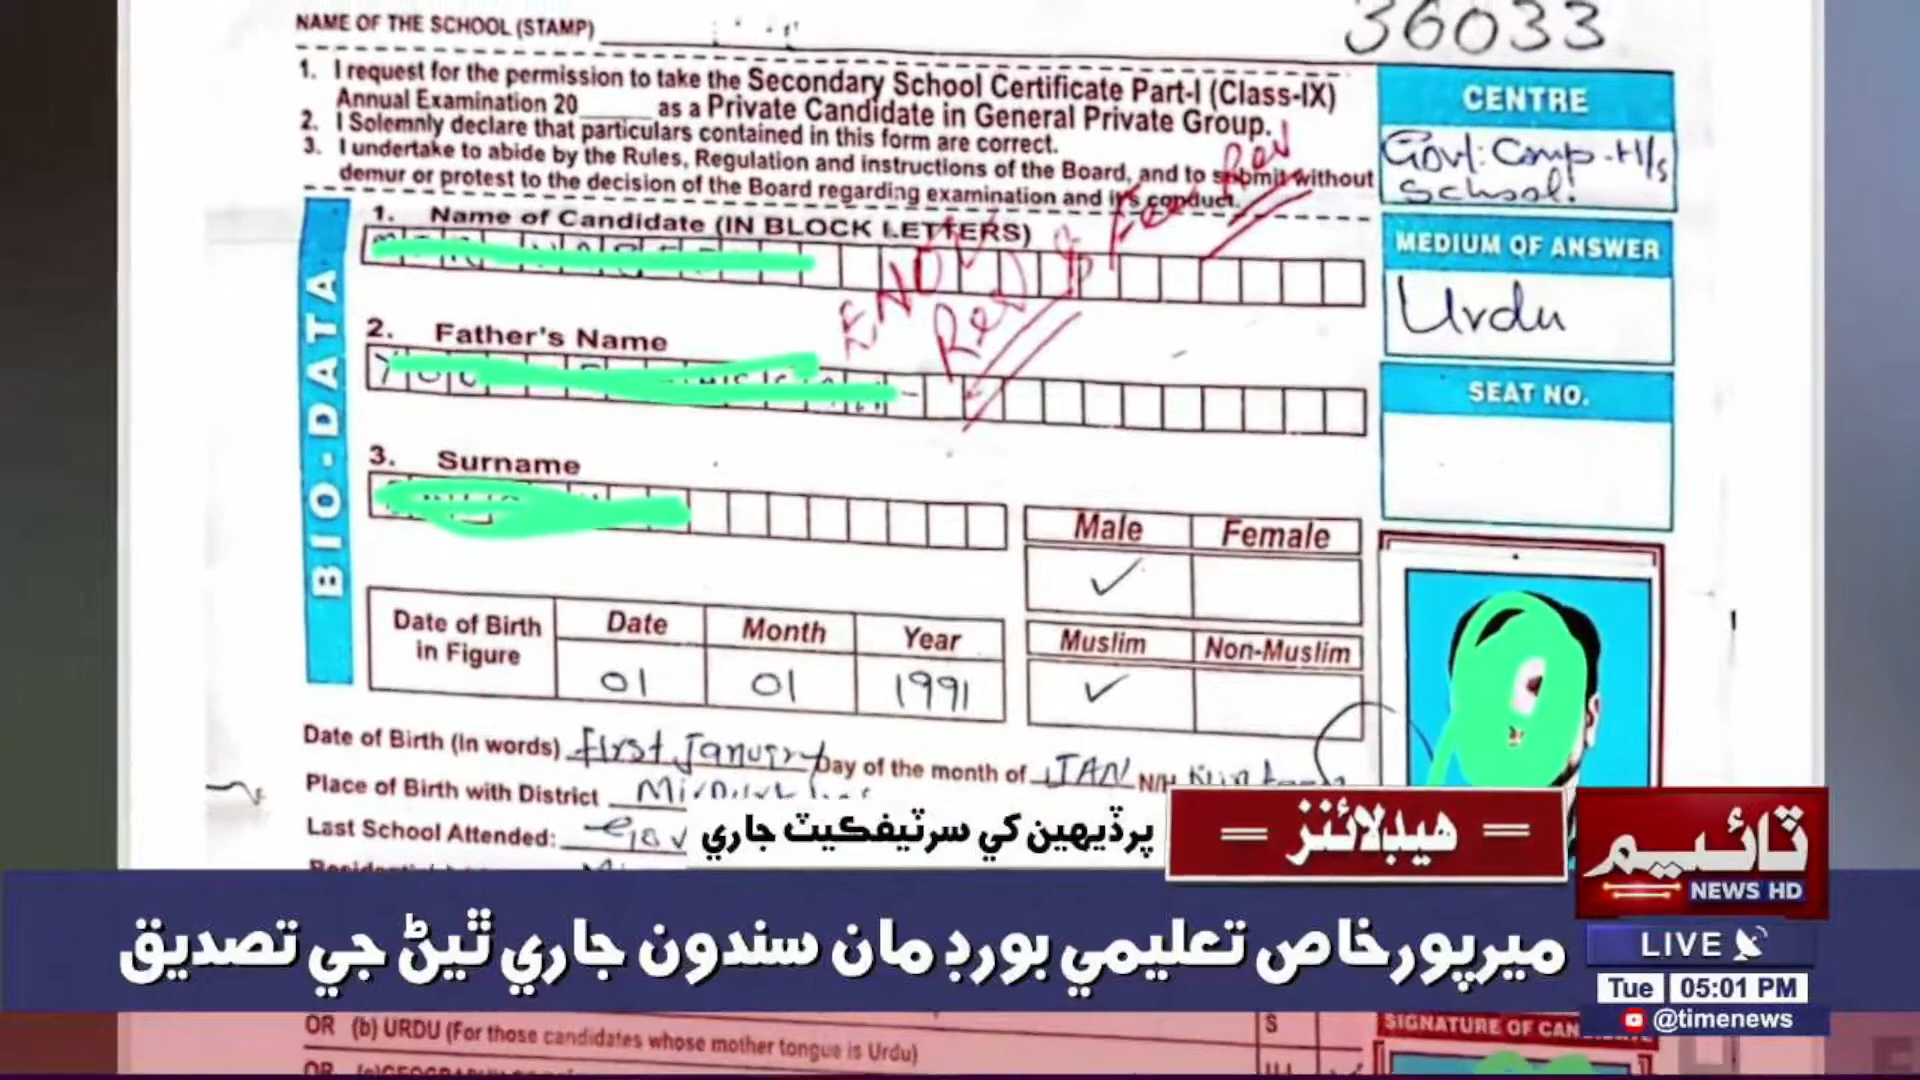 NAME OF THE SCHOOL (STAMP)
36033
1. I request for the permission to take the Secondary School Certificate Part-I (Class-IX)
Annual Examination 20____ as a Private Candidate in General Private Group.
2. I Solemnly declare that particulars contained in this form are correct.
3. I undertake to abide by the Rules, Regulation and instructions of the Board, and to submit without
demur or protest to the decision of the Board regarding examination and it's conduct.
CENTRE
Govt: Comp-H/s
School.
MEDIUM OF ANSWER
Urdu
SEAT NO.
BIO-DATA
1. Name of Candidate (IN BLOCK LETTERS)
2. Father's Name
3. Surname
Male Female
✓
Date of Birth
in Figure
Date Month Year
01 01 1991
Muslim Non-Muslim
✓
Date of Birth (In words) First January Day of the month of JAN N/H
Place of Birth with District
Last School Attended: Gov
پرڏيهين کي سرٽيفڪيٽ جاري
= هيڊلائنز =
ٽائيم
NEWS HD
ميرپورخاص تعليمي بورڊ مان سندون جاري ٿيڻ جي تصديق
LIVE
Tue 05:01 PM
@timenews
OR (b) URDU (For those candidates whose mother tongue is Urdu)
S
SIGNATURE OF CAN